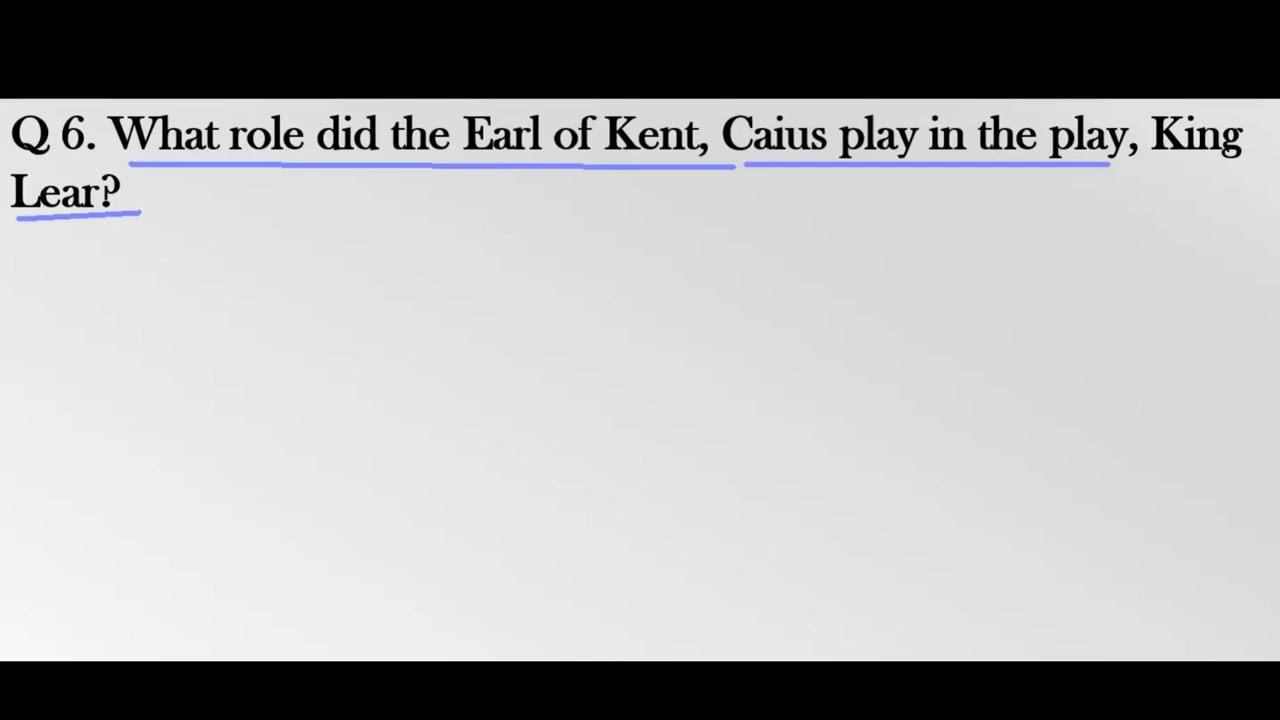 Q 6. What role did the Earl of Kent, Caius play in the play, King
Lear?